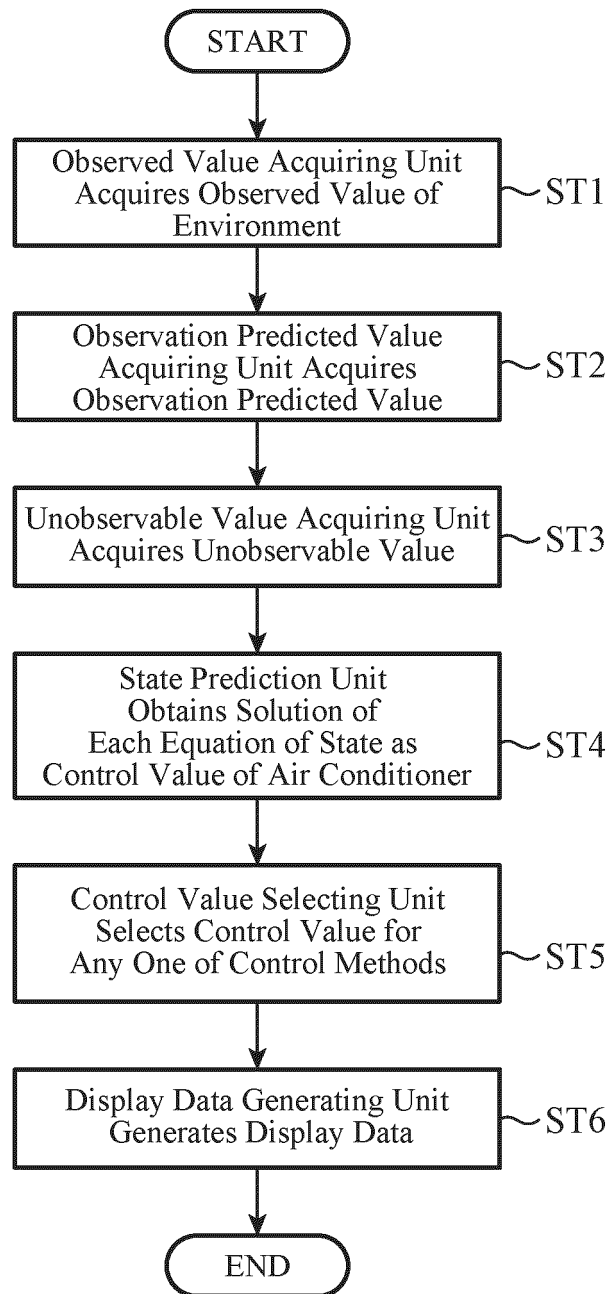 START
Observed Value Acquiring Unit
Acquires Observed Value of
Environment
ST1
Observation Predicted Value
Acquiring Unit Acquires
Observation Predicted Value
ST2
Unobservable Value Acquiring Unit
Acquires Unobservable Value
ST3
State Prediction Unit
Obtains Solution of
Each Equation of State as
Control Value of Air Conditioner
ST4
Control Value Selecting Unit
Selects Control Value for
Any One of Control Methods
ST5
Display Data Generating Unit
Generates Display Data
ST6
END